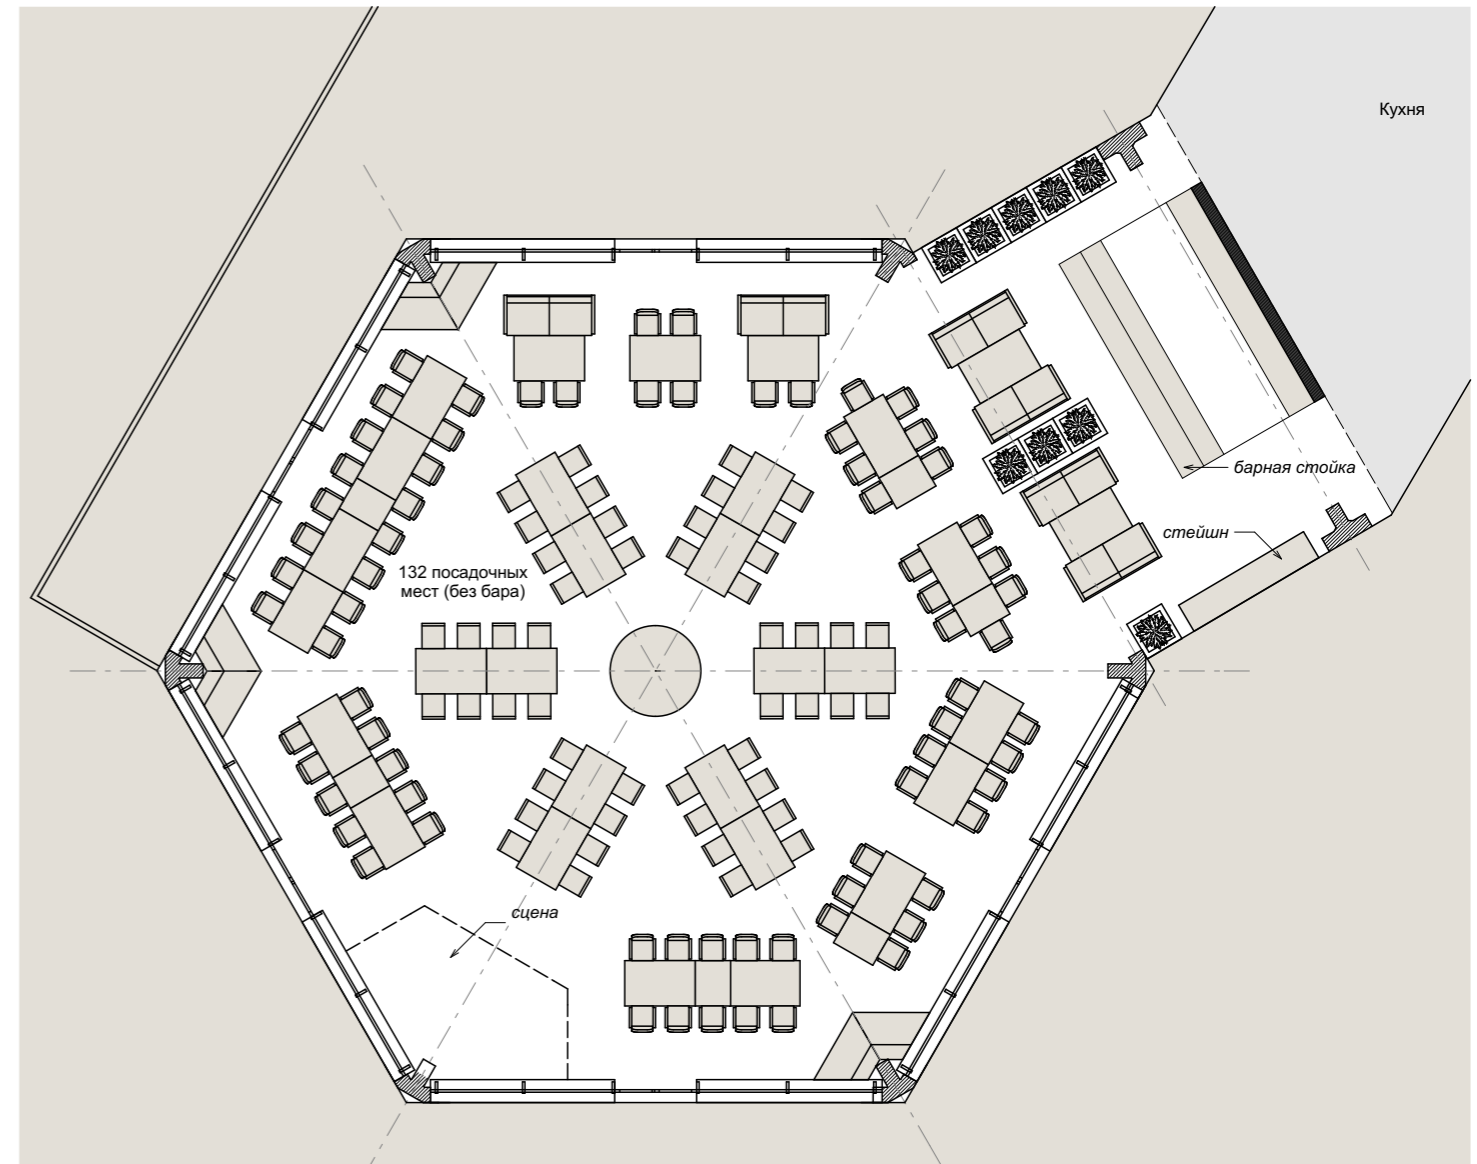 Кухня
барная стойка
стейшн
132 посадочных
мест (без бара)
сцена